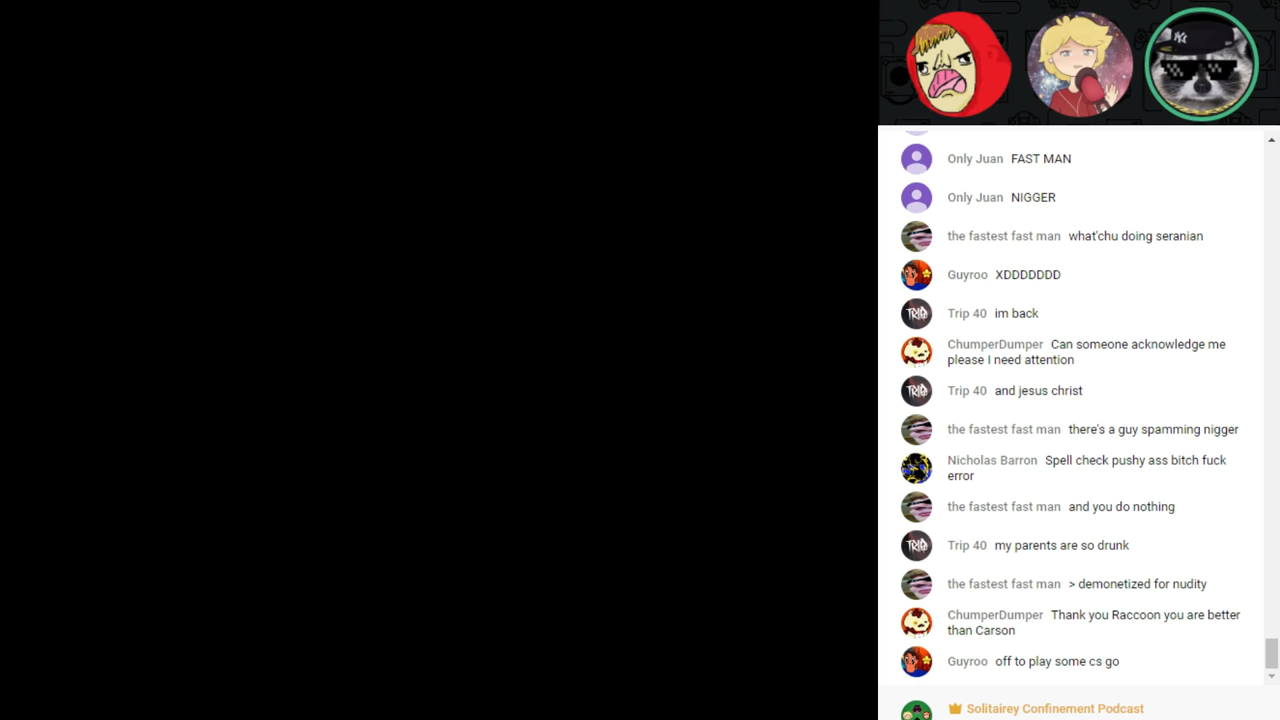 Only Juan FAST MAN
Only Juan NIGGER
the fastest fast man what'chu doing seranian
Guyroo XDDDDDDD
Trip 40 im back
ChumperDumper Can someone acknowledge me
please I need attention
Trip 40 and jesus christ
the fastest fast man there's a guy spamming nigger
Nicholas Barron Spell check pushy ass bitch fuck
error
the fastest fast man and you do nothing
Trip 40 my parents are so drunk
the fastest fast man > demonetized for nudity
ChumperDumper Thank you Raccoon you are better
than Carson
Guyroo off to play some cs go
Solitairey Confinement Podcast